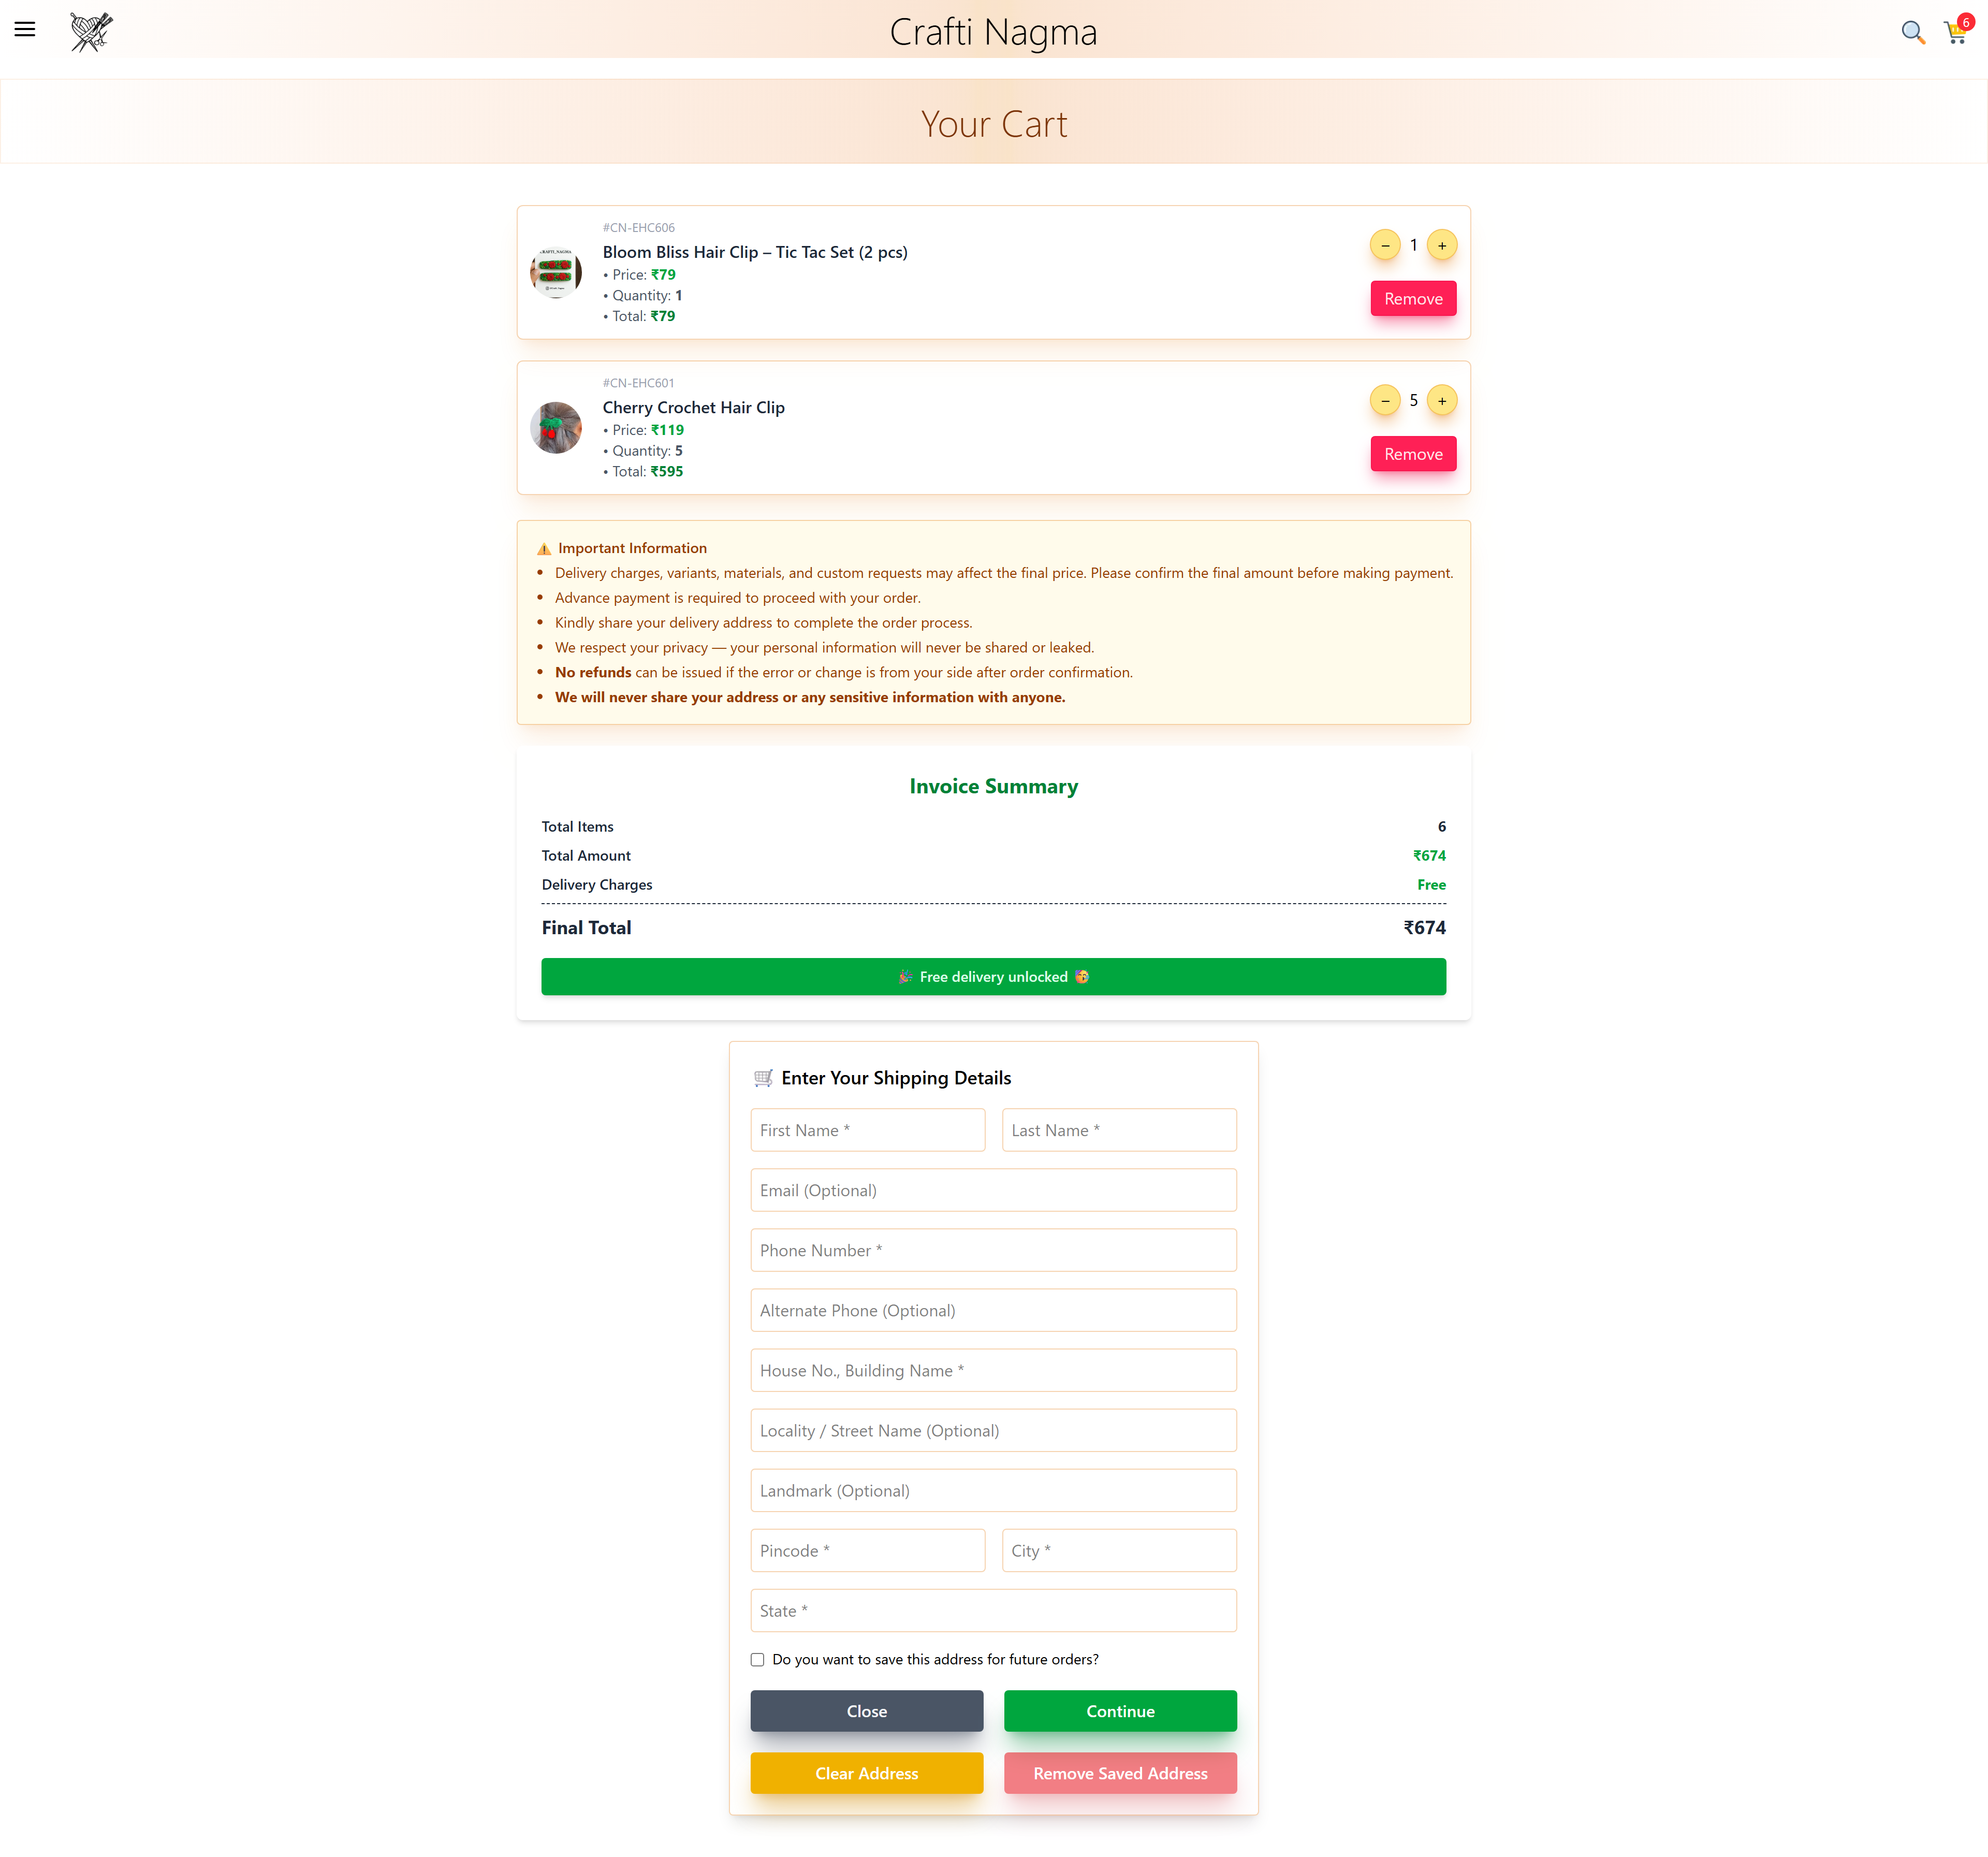 Crafti Nagma
6
Your Cart
#CN-EHC606
Bloom Bliss Hair Clip – Tic Tac Set (2 pcs)
• Price: ₹79
• Quantity: 1
• Total: ₹79
− 1 +
Remove
#CN-EHC601
Cherry Crochet Hair Clip
• Price: ₹119
• Quantity: 5
• Total: ₹595
− 5 +
Remove
⚠️ Important Information
• Delivery charges, variants, materials, and custom requests may affect the final price. Please confirm the final amount before making payment.
• Advance payment is required to proceed with your order.
• Kindly share your delivery address to complete the order process.
• We respect your privacy — your personal information will never be shared or leaked.
• No refunds can be issued if the error or change is from your side after order confirmation.
• We will never share your address or any sensitive information with anyone.
Invoice Summary
Total Items 6
Total Amount ₹674
Delivery Charges Free
Final Total ₹674
🎉 Free delivery unlocked 🥳
🛒 Enter Your Shipping Details
First Name * Last Name *
Email (Optional)
Phone Number *
Alternate Phone (Optional)
House No., Building Name *
Locality / Street Name (Optional)
Landmark (Optional)
Pincode * City *
State *
Do you want to save this address for future orders?
Close Continue
Clear Address Remove Saved Address